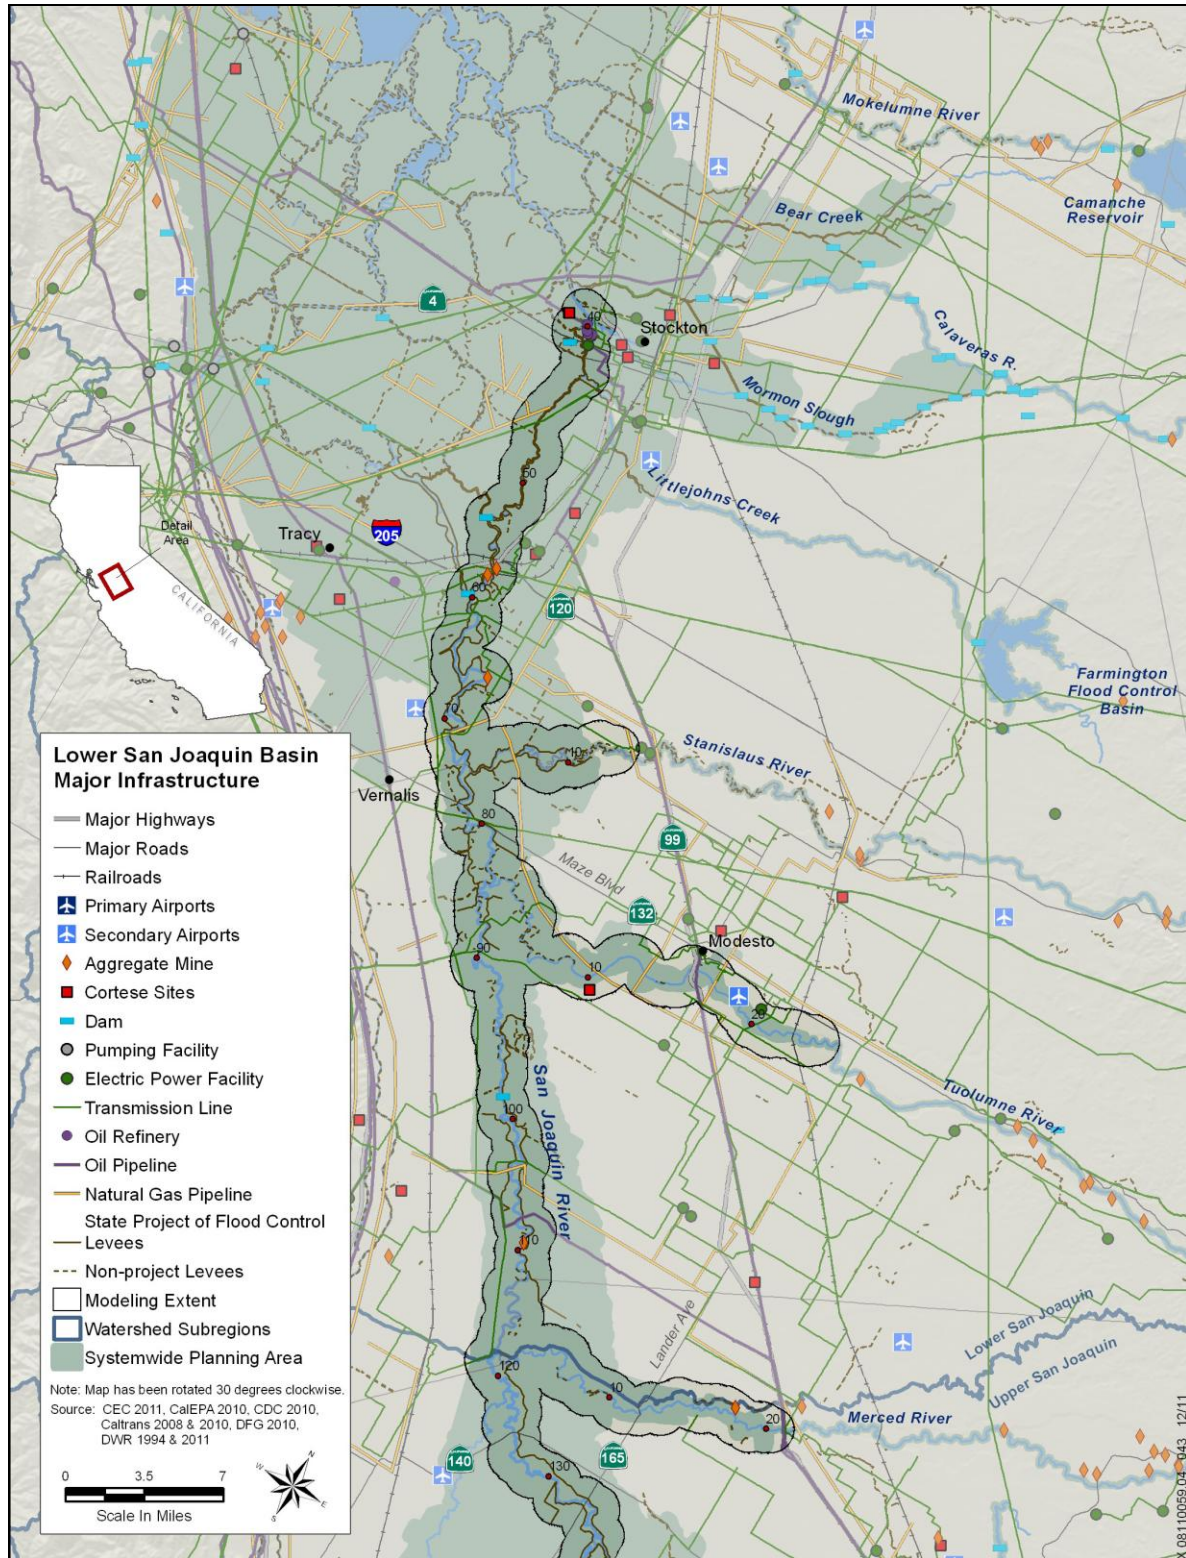 Mokelumne River
Camanche
Reservoir
Bear Creek
4
40
Stockton
Calaveras R.
Mormon Slough
50
Littlejohns Creek
Tracy
205
Detail
Area
CALIFORNIA
60
120
Farmington
Flood Control
Basin
70
Stanislaus River
10
Vernalis
80
99
Maze Blvd
132
Modesto
90
10
20
Tuolumne River
San Joaquin River
100
110
Lander Ave
Lower San Joaquin
Upper San Joaquin
120
10
20
Merced River
140
165
130
Lower San Joaquin Basin
Major Infrastructure
Major Highways
Major Roads
Railroads
Primary Airports
Secondary Airports
Aggregate Mine
Cortese Sites
Dam
Pumping Facility
Electric Power Facility
Transmission Line
Oil Refinery
Oil Pipeline
Natural Gas Pipeline
State Project of Flood Control
Levees
Non-project Levees
Modeling Extent
Watershed Subregions
Systemwide Planning Area
Note: Map has been rotated 30 degrees clockwise.
Source: CEC 2011, CalEPA 2010, CDC 2010,
Caltrans 2008 & 2010, DFG 2010,
DWR 1994 & 2011
N
W
E
S
0 3.5 7
Scale In Miles
X 08110059.04 043 12/11